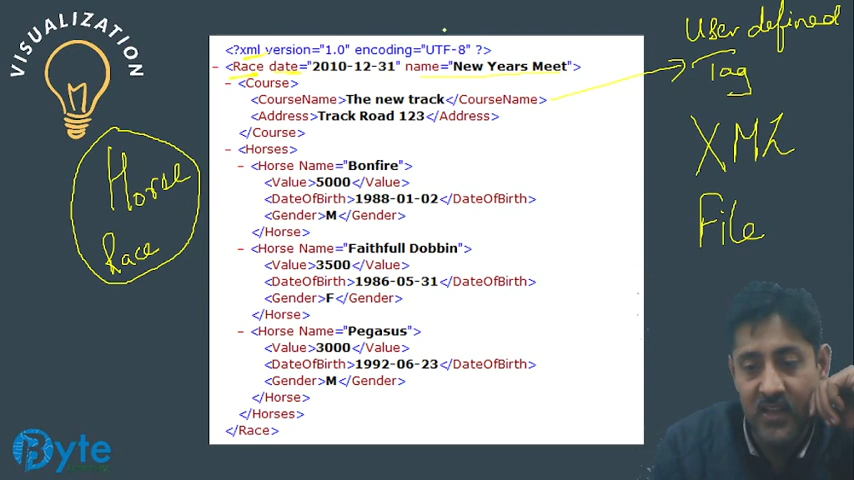 VISUALIZATION
Horse
Race
<?xml version="1.0" encoding="UTF-8" ?>
- <Race date="2010-12-31" name="New Years Meet">
- <Course>
<CourseName>The new track</CourseName>
<Address>Track Road 123</Address>
</Course>
- <Horses>
- <Horse Name="Bonfire">
<Value>5000</Value>
<DateOfBirth>1988-01-02</DateOfBirth>
<Gender>M</Gender>
</Horse>
- <Horse Name="Faithfull Dobbin">
<Value>3500</Value>
<DateOfBirth>1986-05-31</DateOfBirth>
<Gender>F</Gender>
</Horse>
- <Horse Name="Pegasus">
<Value>3000</Value>
<DateOfBirth>1992-06-23</DateOfBirth>
<Gender>M</Gender>
</Horse>
</Horses>
</Race>
User defined
Tag
XML
File
Byte